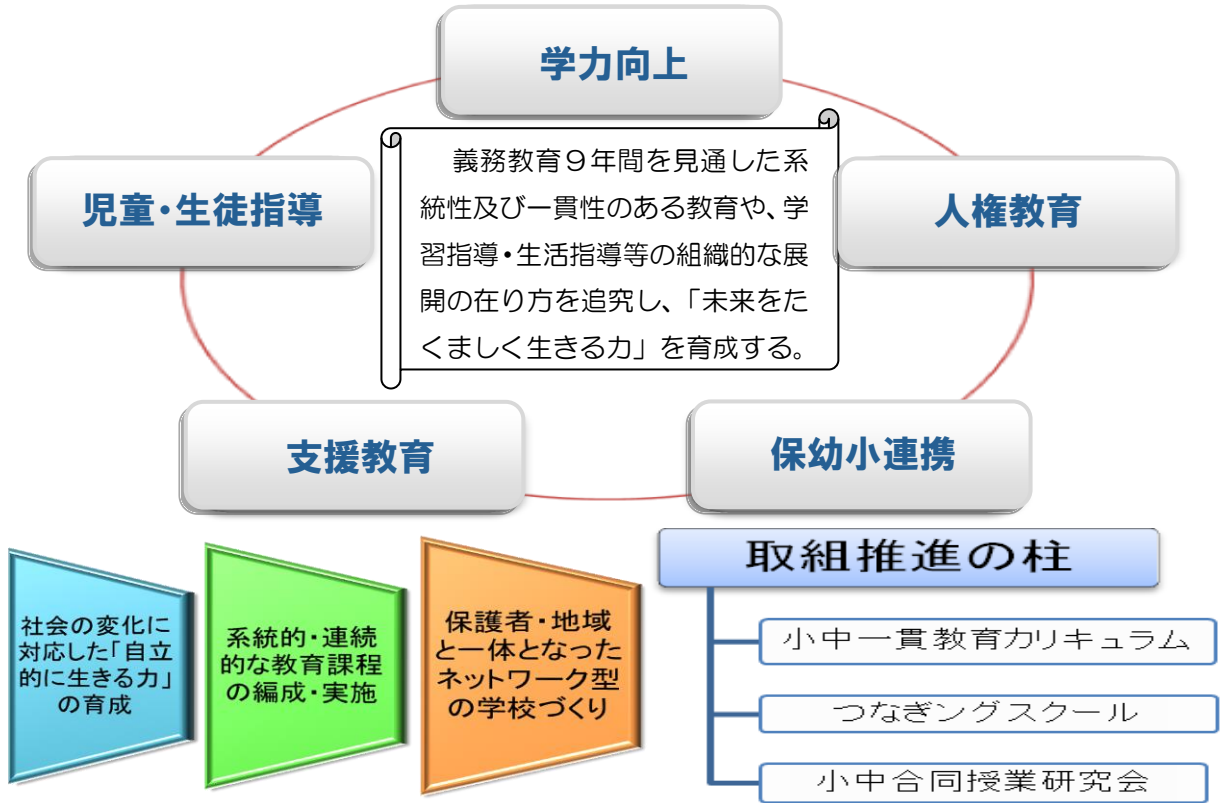 学力向上
児童・生徒指導
人権教育
義務教育９年間を見通した系
統性及び一貫性のある教育や、学
習指導・生活指導等の組織的な展
開の在り方を追究し、「未来をた
くましく生きる力」を育成する。
支援教育
保幼小連携
社会の変化に
対応した「自立
的に生きる力」
の育成
系統的・連続
的な教育課程
の編成・実施
保護者・地域
と一体となった
ネットワーク型
の学校づくり
取組推進の柱
小中一貫教育カリキュラム
つなぎングスクール
小中合同授業研究会